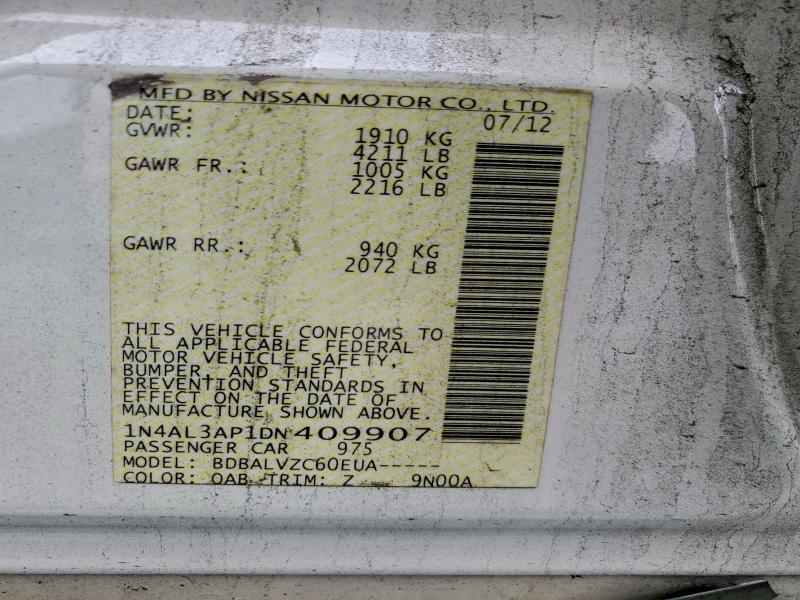 MFD BY NISSAN MOTOR CO., LTD.
DATE: 07/12
GVWR: 1910 KG
4211 LB
GAWR FR.: 1005 KG
2216 LB
GAWR RR.: 940 KG
2072 LB
THIS VEHICLE CONFORMS TO
ALL APPLICABLE FEDERAL
MOTOR VEHICLE SAFETY,
BUMPER, AND THEFT
PREVENTION STANDARDS IN
EFFECT ON THE DATE OF
MANUFACTURE SHOWN ABOVE.
1N4AL3AP1DN409907
PASSENGER CAR 975
MODEL: BDBALVZC60EUA-----
COLOR: OAB TRIM: Z 9N00A